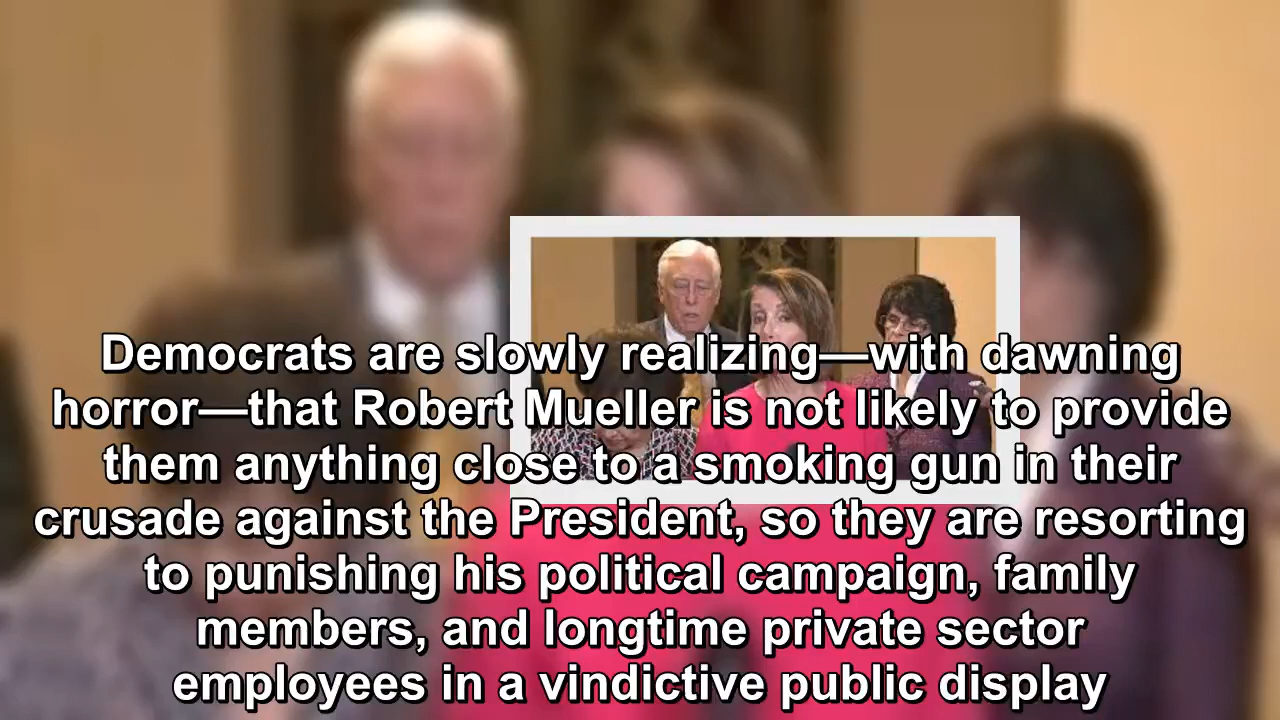 Democrats are slowly realizing—with dawning
horror—that Robert Mueller is not likely to provide
them anything close to a smoking gun in their
crusade against the President, so they are resorting
to punishing his political campaign, family
members, and longtime private sector
employees in a vindictive public display